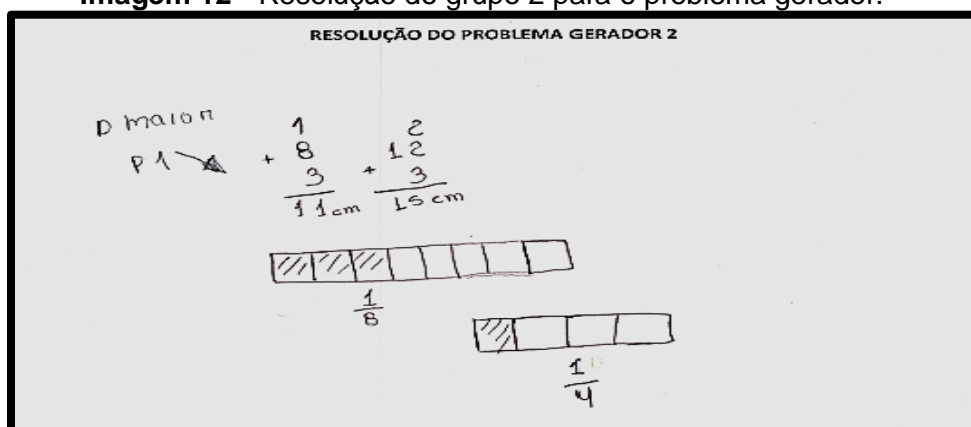 Imagem 12 - Resolução do grupo 2 para o problema gerador.
RESOLUÇÃO DO PROBLEMA GERADOR 2
D maior
P 1
1 2
+ 8 12
3 + 3
11 cm 15 cm
1
8
1
4